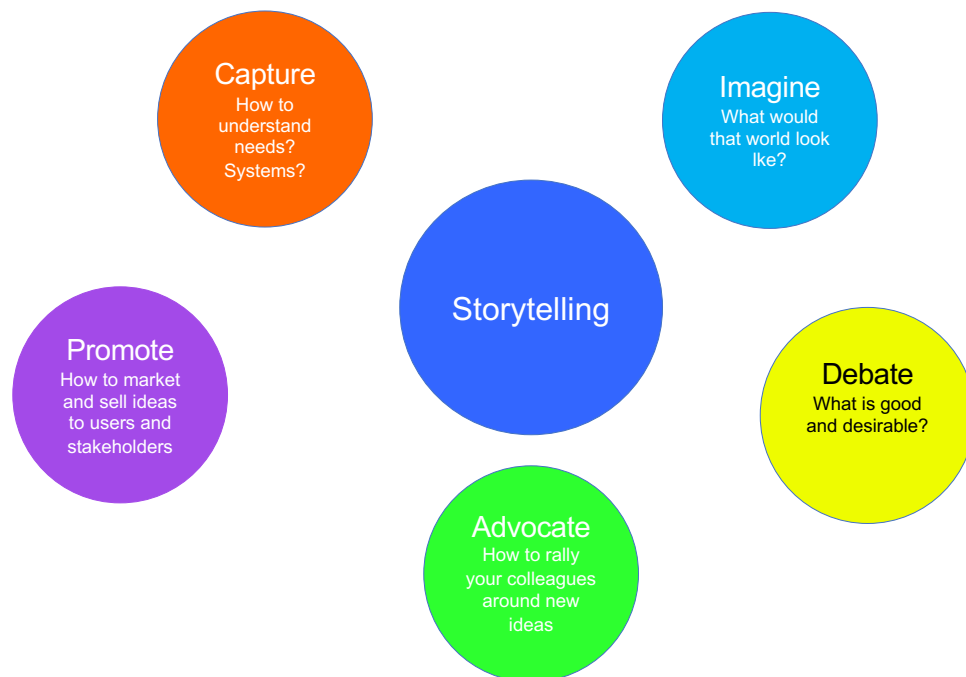 Capture
How to
understand
needs?
Systems?
Imagine
What would
that world look
lke?
Storytelling
Promote
How to market
and sell ideas
to users and
stakeholders
Debate
What is good
and desirable?
Advocate
How to rally
your colleagues
around new
ideas